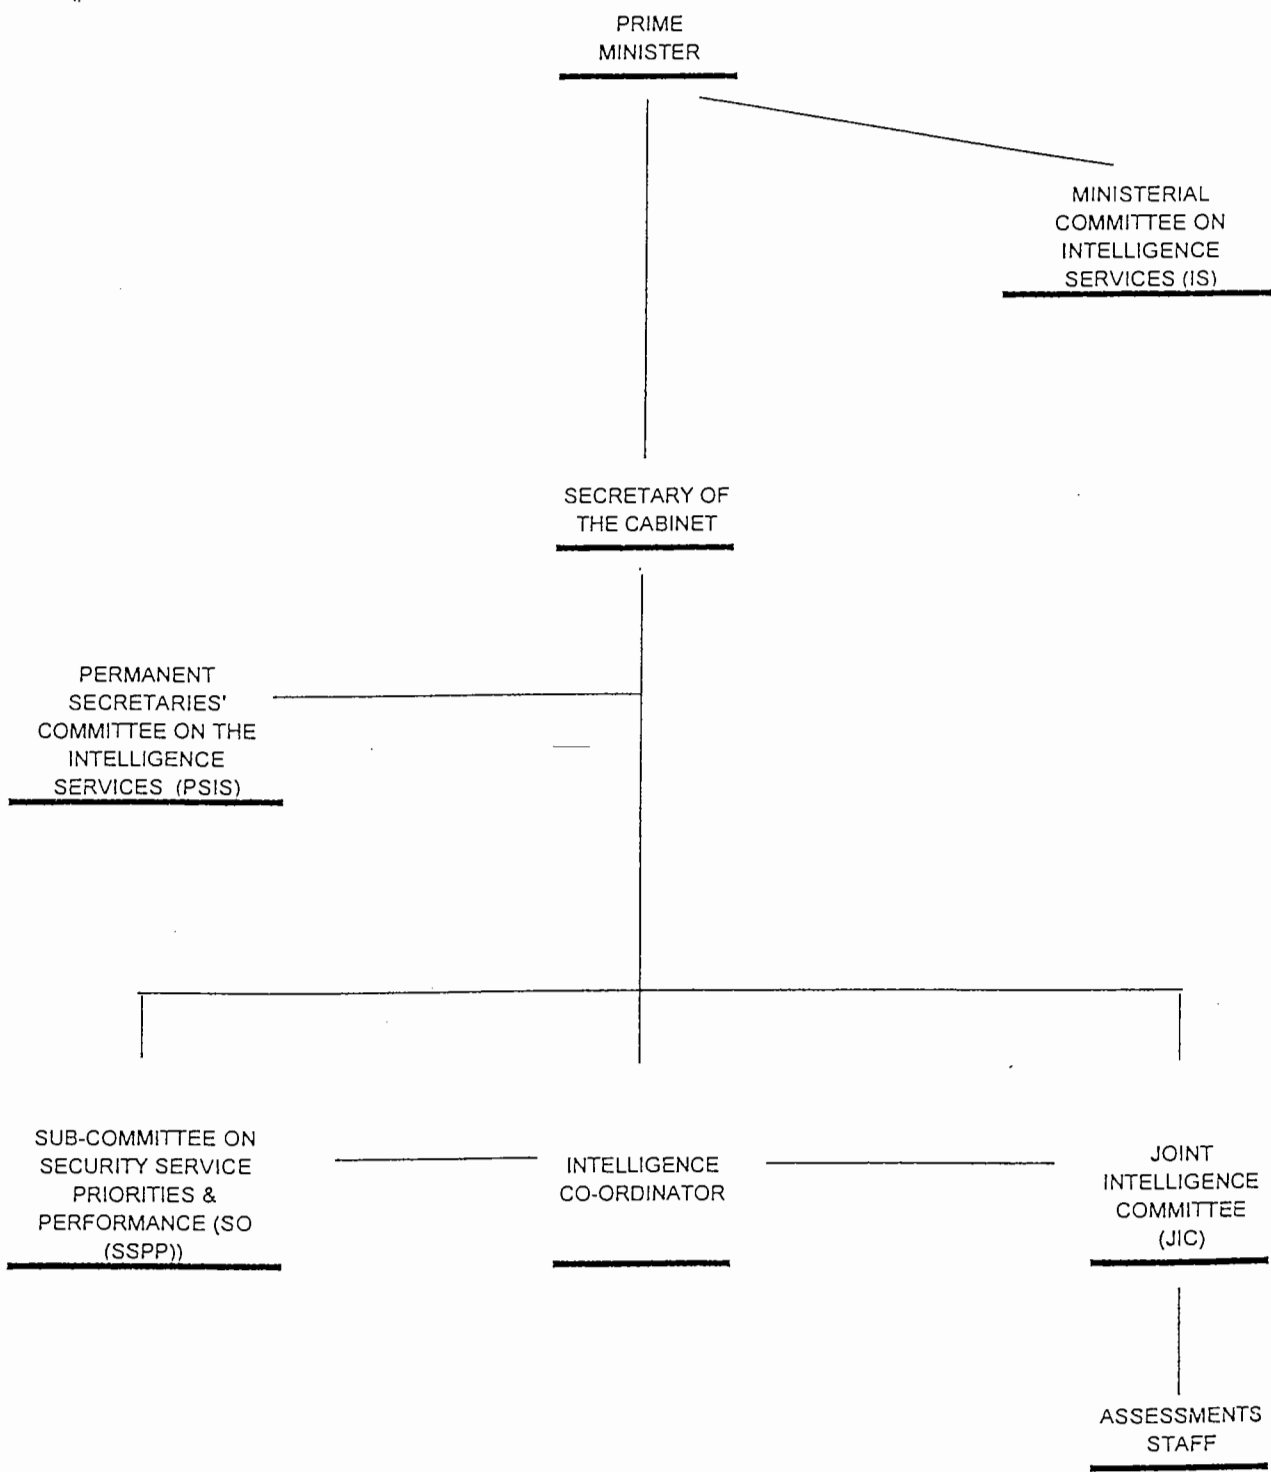 PRIME
MINISTER
MINISTERIAL
COMMITTEE ON
INTELLIGENCE
SERVICES (IS)
SECRETARY OF
THE CABINET
PERMANENT
SECRETARIES'
COMMITTEE ON THE
INTELLIGENCE
SERVICES (PSIS)
SUB-COMMITTEE ON
SECURITY SERVICE
PRIORITIES &
PERFORMANCE (SO
(SSPP))
INTELLIGENCE
CO-ORDINATOR
JOINT
INTELLIGENCE
COMMITTEE
(JIC)
ASSESSMENTS
STAFF